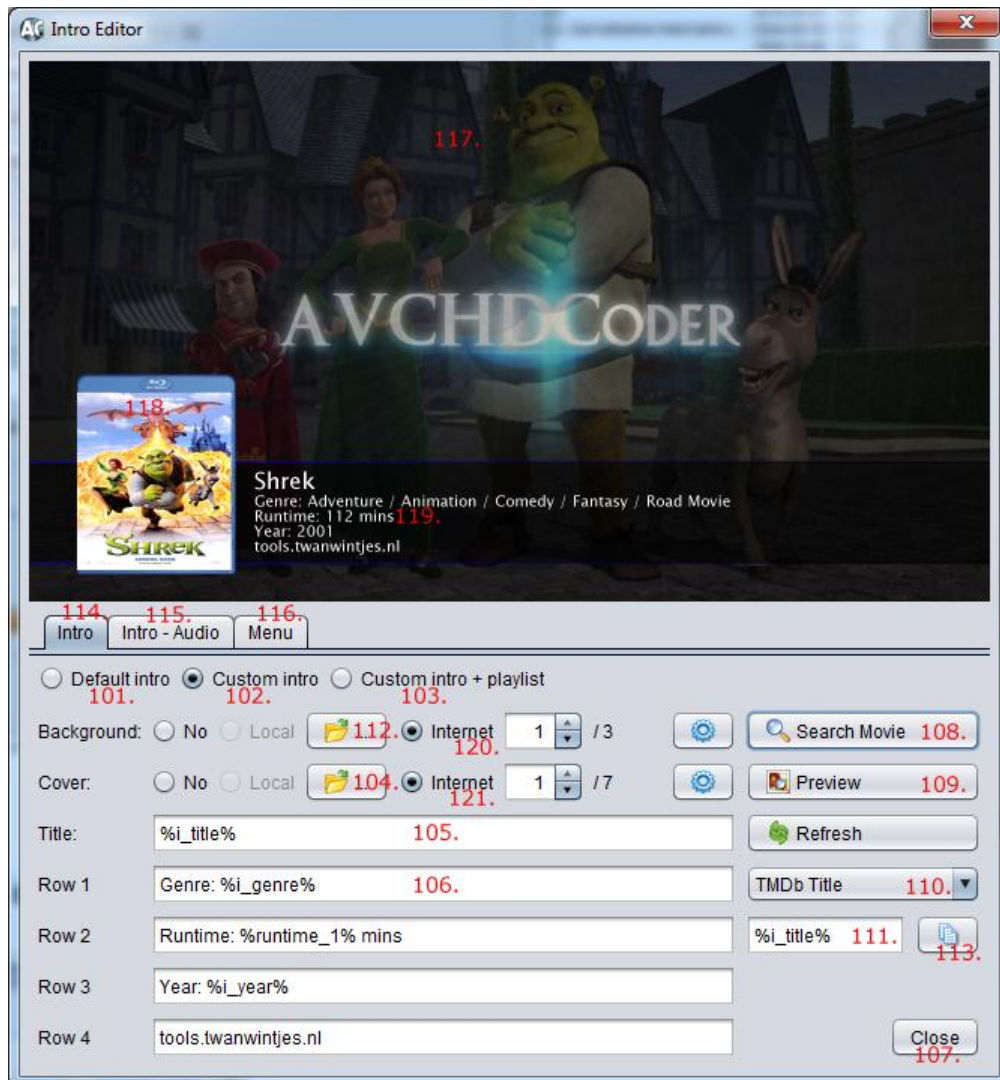 Intro Editor
117.
AVCHDCODER
118.
SHREK
Shrek
Genre: Adventure / Animation / Comedy / Fantasy / Road Movie
Runtime: 112 mins 119.
Year: 2001
tools.twanwintjes.nl
114. 115. 116.
Intro Intro - Audio Menu
Default intro Custom intro Custom intro + playlist
101. 102. 103.
Background: No Local 112. Internet 1 / 3 Search Movie 108.
120.
Cover: No Local 104. Internet 1 / 7 Preview 109.
121.
Title: %i_title% 105. Refresh
Row 1 Genre: %i_genre% 106. TMDb Title 110.
Row 2 Runtime: %runtime_1% mins %i_title% 111.
113.
Row 3 Year: %i_year%
Row 4 tools.twanwintjes.nl Close
107.